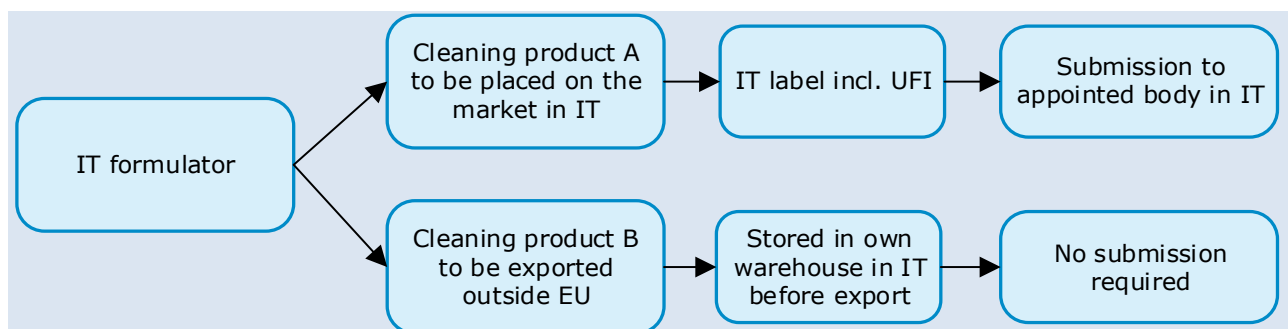 IT formulator
Cleaning product A
to be placed on the
market in IT
IT label incl. UFI
Submission to
appointed body in IT
Cleaning product B
to be exported
outside EU
Stored in own
warehouse in IT
before export
No submission
required